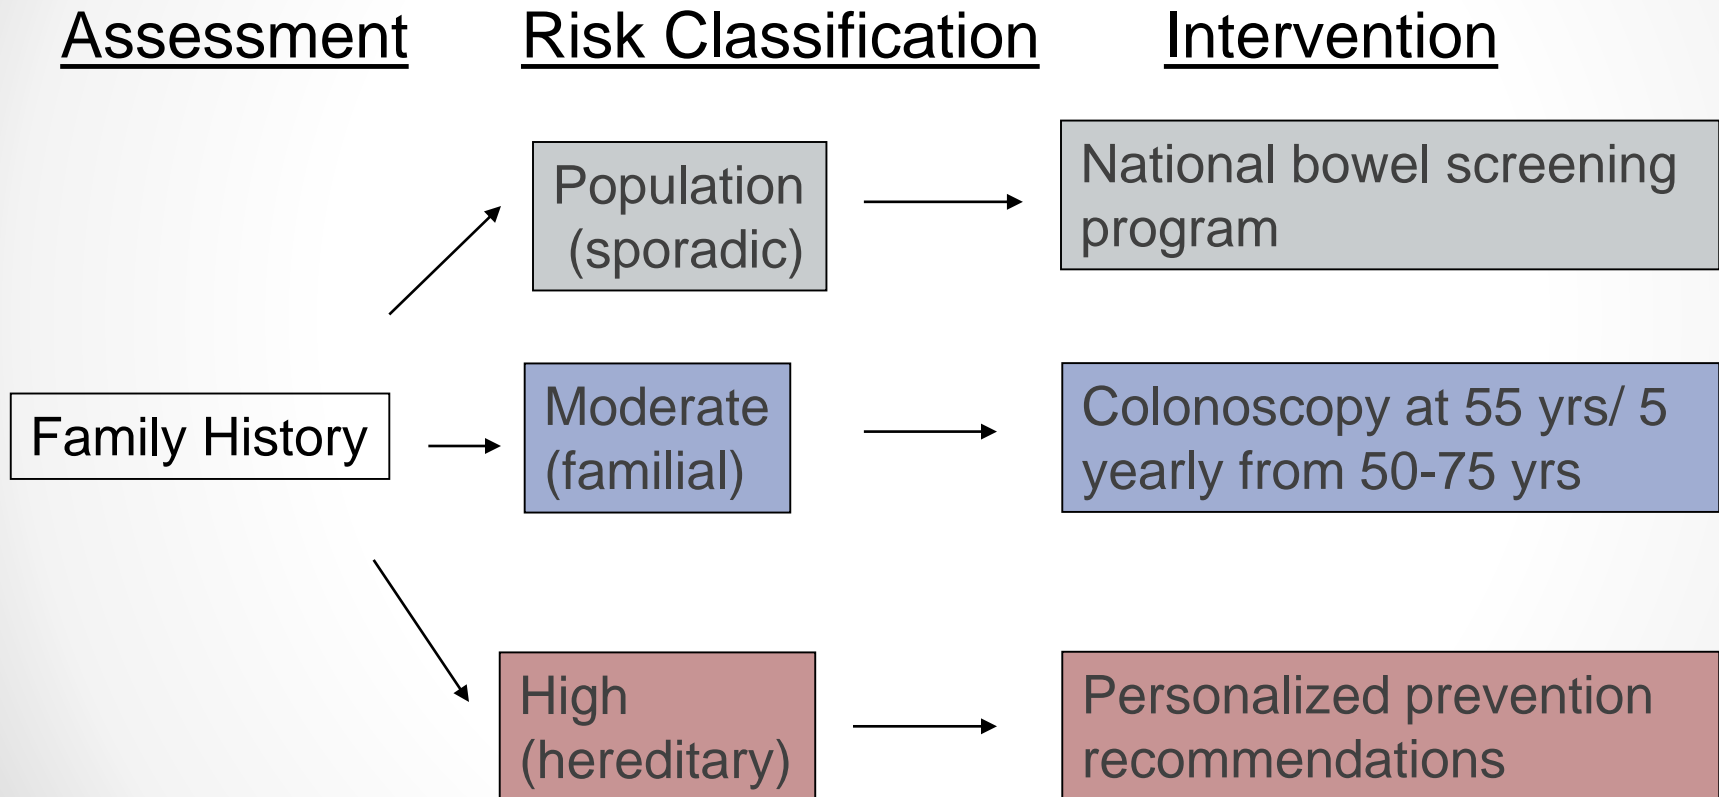 Assessment
Risk Classification
Intervention
Family History
Population
(sporadic)
National bowel screening
program
Moderate
(familial)
Colonoscopy at 55 yrs/ 5
yearly from 50-75 yrs
High
(hereditary)
Personalized prevention
recommendations